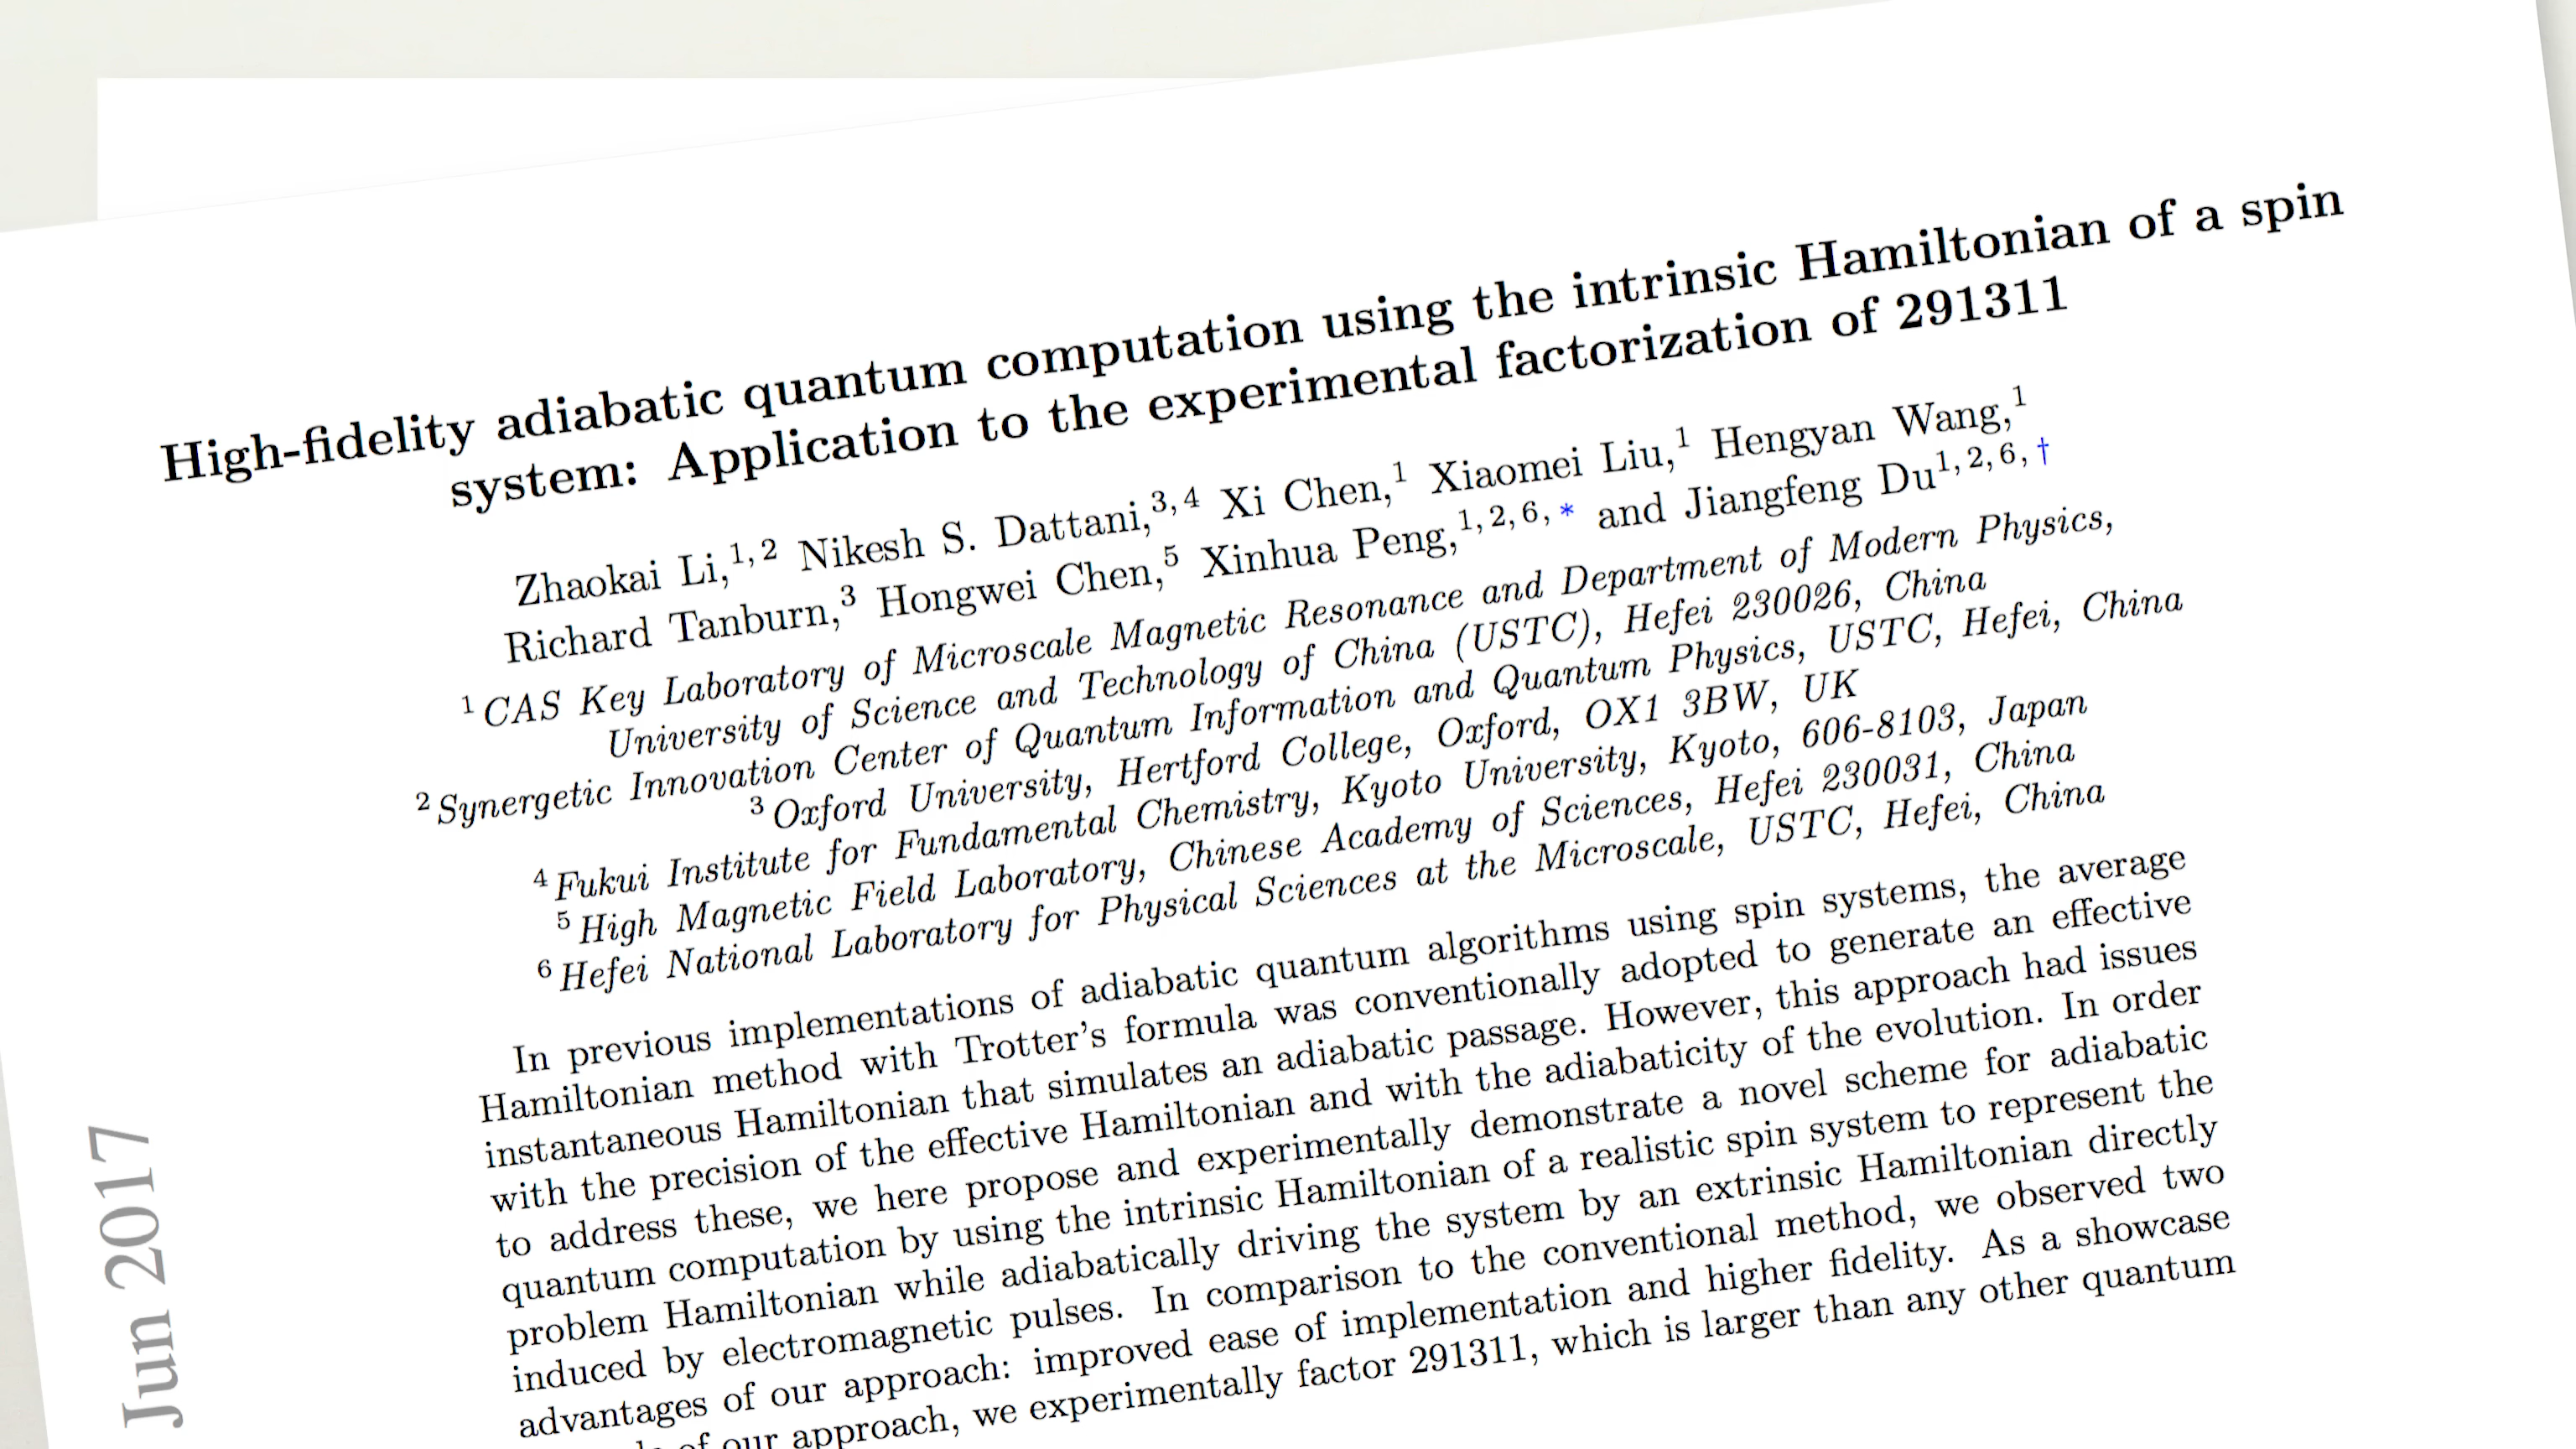 High-fidelity adiabatic quantum computation using the intrinsic Hamiltonian of a spin
system: Application to the experimental factorization of 291311
Zhaokai Li,1, 2 Nikesh S. Dattani,3, 4 Xi Chen,1 Xiaomei Liu,1 Hengyan Wang,1
Richard Tanburn,3 Hongwei Chen,5 Xinhua Peng,1, 2, 6, * and Jiangfeng Du1, 2, 6, †
1 CAS Key Laboratory of Microscale Magnetic Resonance and Department of Modern Physics,
University of Science and Technology of China (USTC), Hefei 230026, China
2 Synergetic Innovation Center of Quantum Information and Quantum Physics, USTC, Hefei, China
3 Oxford University, Hertford College, Oxford, OX1 3BW, UK
4 Fukui Institute for Fundamental Chemistry, Kyoto University, Kyoto, 606-8103, Japan
5 High Magnetic Field Laboratory, Chinese Academy of Sciences, Hefei 230031, China
6 Hefei National Laboratory for Physical Sciences at the Microscale, USTC, Hefei, China
In previous implementations of adiabatic quantum algorithms using spin systems, the average
Hamiltonian method with Trotter's formula was conventionally adopted to generate an effective
instantaneous Hamiltonian that simulates an adiabatic passage. However, this approach had issues
with the precision of the effective Hamiltonian and with the adiabaticity of the evolution. In order
to address these, we here propose and experimentally demonstrate a novel scheme for adiabatic
quantum computation by using the intrinsic Hamiltonian of a realistic spin system to represent the
problem Hamiltonian while adiabatically driving the system by an extrinsic Hamiltonian directly
induced by electromagnetic pulses. In comparison to the conventional method, we observed two
advantages of our approach: improved ease of implementation and higher fidelity. As a showcase
of our approach, we experimentally factor 291311, which is larger than any other quantum
Jun 2017